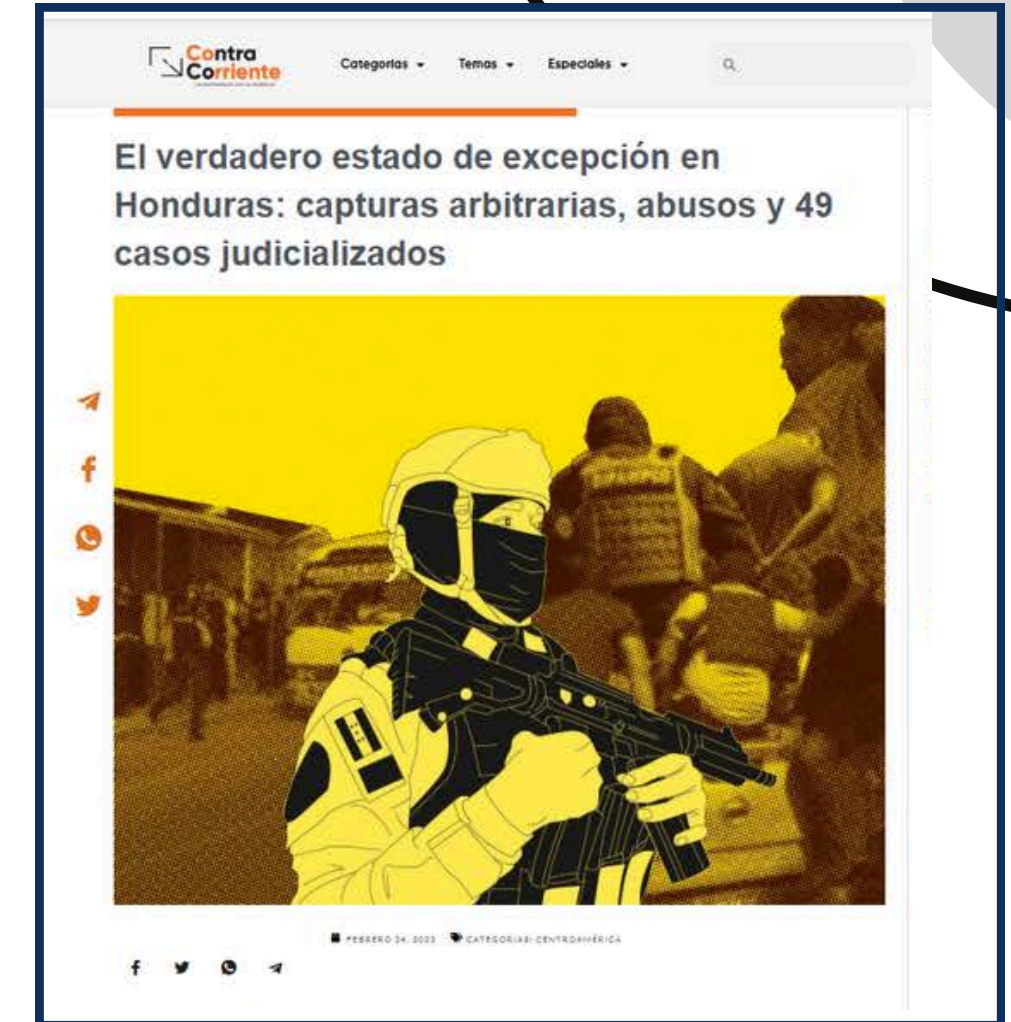 Contra
Corriente
Categorías
Temas
Especiales
El verdadero estado de excepción en
Honduras: capturas arbitrarias, abusos y 49
casos judicializados
FEBRERO 24, 2023 CATEGORIAS: CENTROAMÉRICA